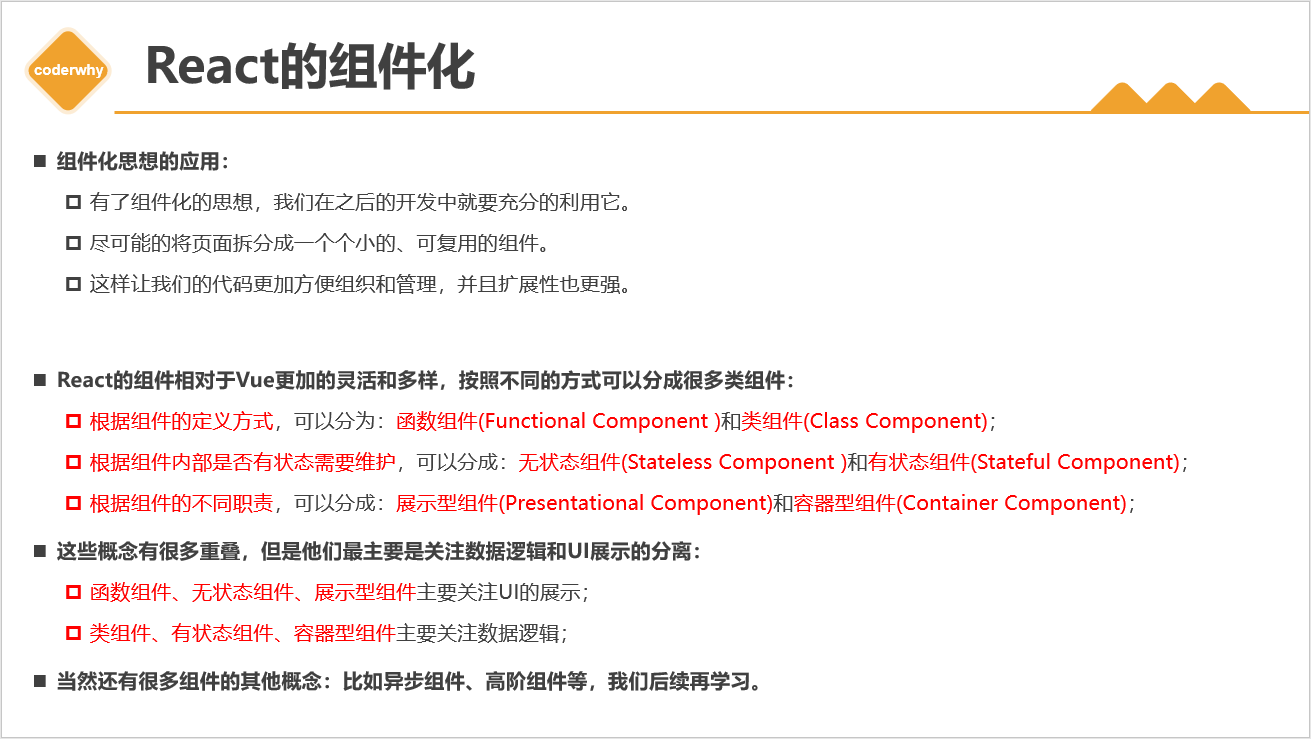 coderwhy
React的组件化
组件化思想的应用：
有了组件化的思想，我们在之后的开发中就要充分的利用它。
尽可能的将页面拆分成一个个小的、可复用的组件。
这样让我们的代码更加方便组织和管理，并且扩展性也更强。
React的组件相对于Vue更加的灵活和多样，按照不同的方式可以分成很多类组件：
根据组件的定义方式，可以分为：函数组件(Functional Component )和类组件(Class Component)；
根据组件内部是否有状态需要维护，可以分成：无状态组件(Stateless Component )和有状态组件(Stateful Component)；
根据组件的不同职责，可以分成：展示型组件(Presentational Component)和容器型组件(Container Component)；
这些概念有很多重叠，但是他们最主要是关注数据逻辑和UI展示的分离：
函数组件、无状态组件、展示型组件主要关注UI的展示；
类组件、有状态组件、容器型组件主要关注数据逻辑；
当然还有很多组件的其他概念：比如异步组件、高阶组件等，我们后续再学习。